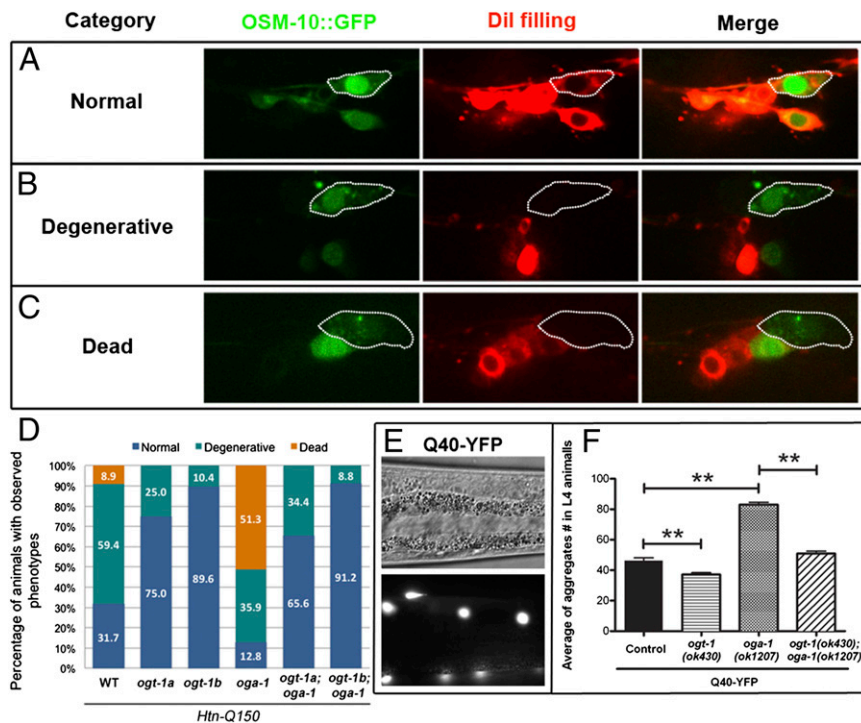 Category OSM-10::GFP Dil filling Merge
A
Normal
B
Degenerative
C
Dead
D
Normal Degenerative Dead
Percentage of animals with observed
phenotypes
100%
90%
80%
70%
60%
50%
40%
30%
20%
10%
0%
8.9
59.4
31.7
25.0
75.0
10.4
89.6
51.3
35.9
12.8
34.4
65.6
8.8
91.2
WT ogt-1a ogt-1b oga-1 ogt-1a; ogt-1b;
oga-1 oga-1
Htn-Q150
E
Q40-YFP
F
Average of aggregates # in L4 animalls
100
80
60
40
20
0
**
**
**
Control ogt-1 oga-1 ogt-1(ok430);
(ok430) (ok1207) oga-1(ok1207)
Q40-YFP